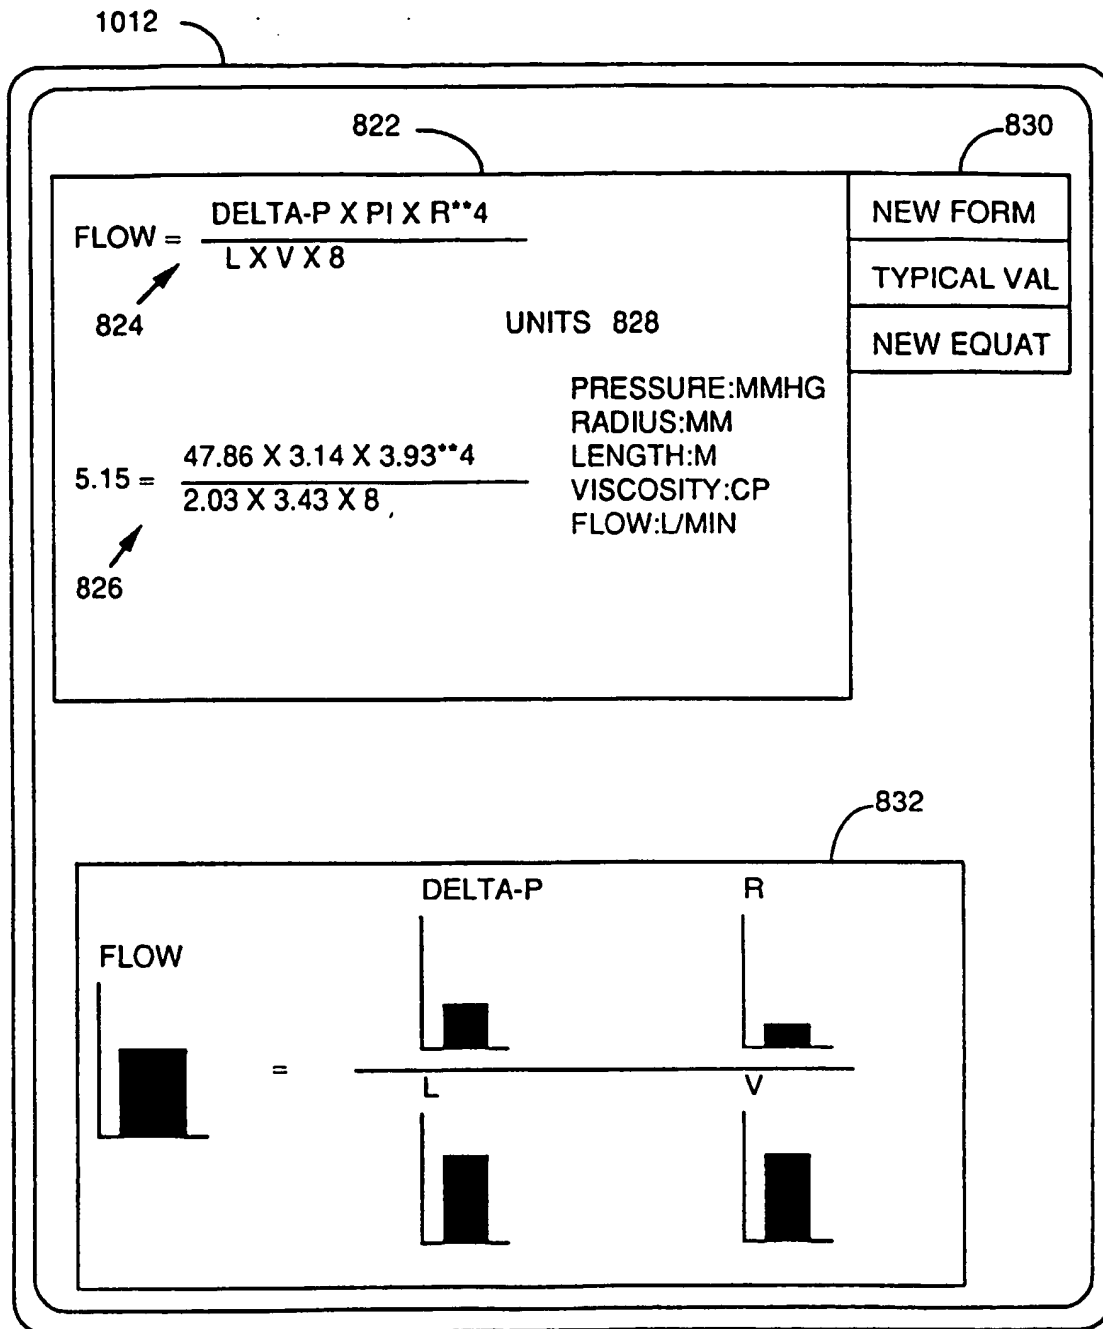 1012
822
830
FLOW = DELTA-P X PI X R**4
L X V X 8
824
NEW FORM
TYPICAL VAL
NEW EQUAT
UNITS 828
PRESSURE:MMHG
RADIUS:MM
LENGTH:M
VISCOSITY:CP
FLOW:L/MIN
5.15 = 47.86 X 3.14 X 3.93**4
2.03 X 3.43 X 8
826
832
DELTA-P R
FLOW
=
L V